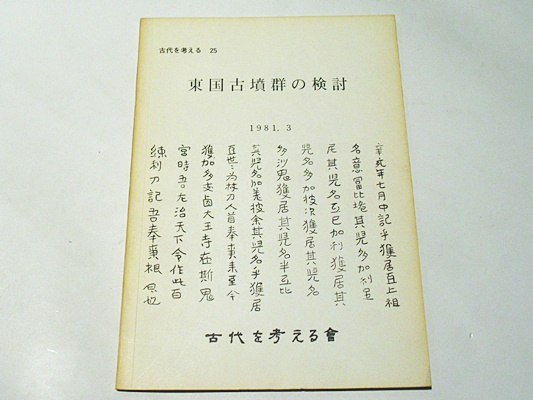 古代を考える 25
東国古墳群の検討
1981. 3
辛亥年七月中記乎獲居臣上祖
名意冨比垝其児多加利足
尼其児名弖已加利獲居其
児名多加披次獲居其児名
多沙鬼獲居其児名半弖比
其児名加差披余其児名乎獲居
臣世々為杖刀人首奉事来至今
獲加多支鹵大王寺在斯鬼
宮時吾左治天下令作此百
練利刀記吾奉事根原也
古代を考える會